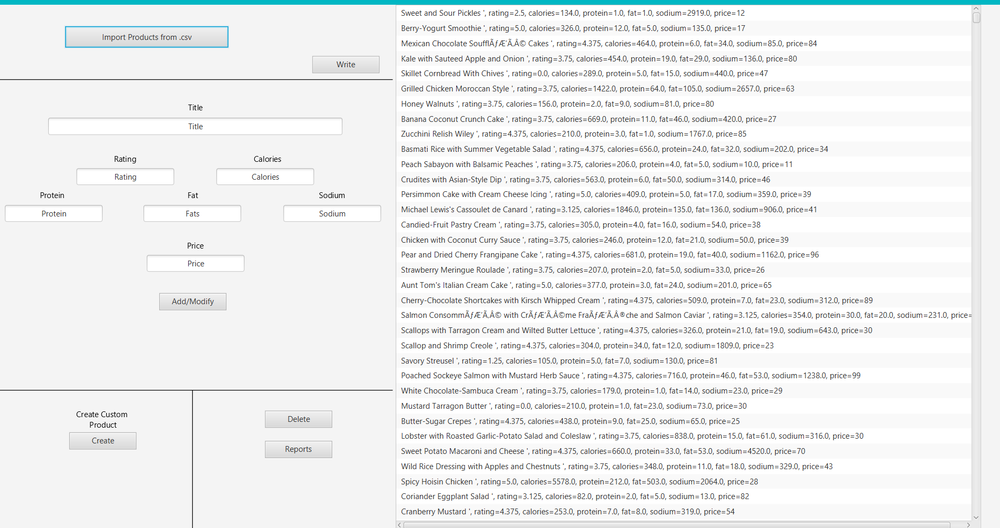 Import Products from .csv
Write
Title
Title
Rating
Calories
Rating
Calories
Protein
Fat
Sodium
Protein
Fats
Sodium
Price
Price
Add/Modify
Create Custom
Product
Create
Delete
Reports
Sweet and Sour Pickles ', rating=2.5, calories=134.0, protein=1.0, fat=1.0, sodium=2919.0, price=12
Berry-Yogurt Smoothie ', rating=5.0, calories=326.0, protein=12.0, fat=5.0, sodium=135.0, price=17
Mexican Chocolate SoufflÃƒÆ’Ã‚Â© Cakes ', rating=4.375, calories=464.0, protein=6.0, fat=34.0, sodium=85.0, price=84
Kale with Sauteed Apple and Onion ', rating=3.75, calories=454.0, protein=19.0, fat=29.0, sodium=136.0, price=80
Skillet Cornbread With Chives ', rating=0.0, calories=289.0, protein=5.0, fat=15.0, sodium=440.0, price=47
Grilled Chicken Moroccan Style ', rating=3.75, calories=1422.0, protein=64.0, fat=105.0, sodium=2657.0, price=63
Honey Walnuts ', rating=3.75, calories=156.0, protein=2.0, fat=9.0, sodium=81.0, price=80
Banana Coconut Crunch Cake ', rating=3.75, calories=669.0, protein=11.0, fat=46.0, sodium=420.0, price=27
Zucchini Relish Wiley ', rating=4.375, calories=210.0, protein=3.0, fat=1.0, sodium=1767.0, price=85
Basmati Rice with Summer Vegetable Salad ', rating=4.375, calories=656.0, protein=24.0, fat=32.0, sodium=202.0, price=34
Peach Sabayon with Balsamic Peaches ', rating=3.75, calories=206.0, protein=4.0, fat=5.0, sodium=10.0, price=11
Crudites with Asian-Style Dip ', rating=3.75, calories=563.0, protein=6.0, fat=50.0, sodium=314.0, price=46
Persimmon Cake with Cream Cheese Icing ', rating=5.0, calories=409.0, protein=5.0, fat=17.0, sodium=359.0, price=39
Michael Lewis's Cassoulet de Canard ', rating=3.125, calories=1846.0, protein=135.0, fat=136.0, sodium=906.0, price=41
Candied-Fruit Pastry Cream ', rating=3.75, calories=305.0, protein=4.0, fat=16.0, sodium=54.0, price=38
Chicken with Coconut Curry Sauce ', rating=3.75, calories=246.0, protein=12.0, fat=21.0, sodium=50.0, price=39
Pear and Dried Cherry Frangipane Cake ', rating=4.375, calories=681.0, protein=19.0, fat=40.0, sodium=1162.0, price=96
Strawberry Meringue Roulade ', rating=3.75, calories=207.0, protein=2.0, fat=5.0, sodium=33.0, price=26
Aunt Tom's Italian Cream Cake ', rating=5.0, calories=377.0, protein=3.0, fat=24.0, sodium=201.0, price=65
Cherry-Chocolate Shortcakes with Kirsch Whipped Cream ', rating=4.375, calories=509.0, protein=7.0, fat=23.0, sodium=312.0, price=89
Salmon ConsommÃƒÆ’Ã‚Â© with CrÃƒÆ’Ã‚Â©me FraÃƒÆ’Ã‚Â®che and Salmon Caviar ', rating=3.125, calories=354.0, protein=30.0, fat=20.0, sodium=231.0, price=
Scallops with Tarragon Cream and Wilted Butter Lettuce ', rating=4.375, calories=326.0, protein=21.0, fat=19.0, sodium=643.0, price=30
Scallop and Shrimp Creole ', rating=4.375, calories=304.0, protein=34.0, fat=12.0, sodium=1809.0, price=23
Savory Streusel ', rating=1.25, calories=105.0, protein=5.0, fat=7.0, sodium=130.0, price=81
Poached Sockeye Salmon with Mustard Herb Sauce ', rating=4.375, calories=716.0, protein=46.0, fat=53.0, sodium=1238.0, price=99
White Chocolate-Sambuca Cream ', rating=3.75, calories=179.0, protein=1.0, fat=14.0, sodium=23.0, price=29
Mustard Tarragon Butter ', rating=0.0, calories=210.0, protein=1.0, fat=23.0, sodium=73.0, price=30
Butter-Sugar Crepes ', rating=4.375, calories=438.0, protein=9.0, fat=25.0, sodium=65.0, price=25
Lobster with Roasted Garlic-Potato Salad and Coleslaw ', rating=3.75, calories=838.0, protein=15.0, fat=61.0, sodium=316.0, price=30
Sweet Potato Macaroni and Cheese ', rating=4.375, calories=660.0, protein=33.0, fat=53.0, sodium=4520.0, price=70
Wild Rice Dressing with Apples and Chestnuts ', rating=3.75, calories=348.0, protein=11.0, fat=18.0, sodium=329.0, price=43
Spicy Hoisin Chicken ', rating=5.0, calories=5578.0, protein=212.0, fat=503.0, sodium=2064.0, price=28
Coriander Eggplant Salad ', rating=3.125, calories=82.0, protein=2.0, fat=5.0, sodium=13.0, price=82
Cranberry Mustard ', rating=4.375, calories=253.0, protein=7.0, fat=8.0, sodium=319.0, price=54